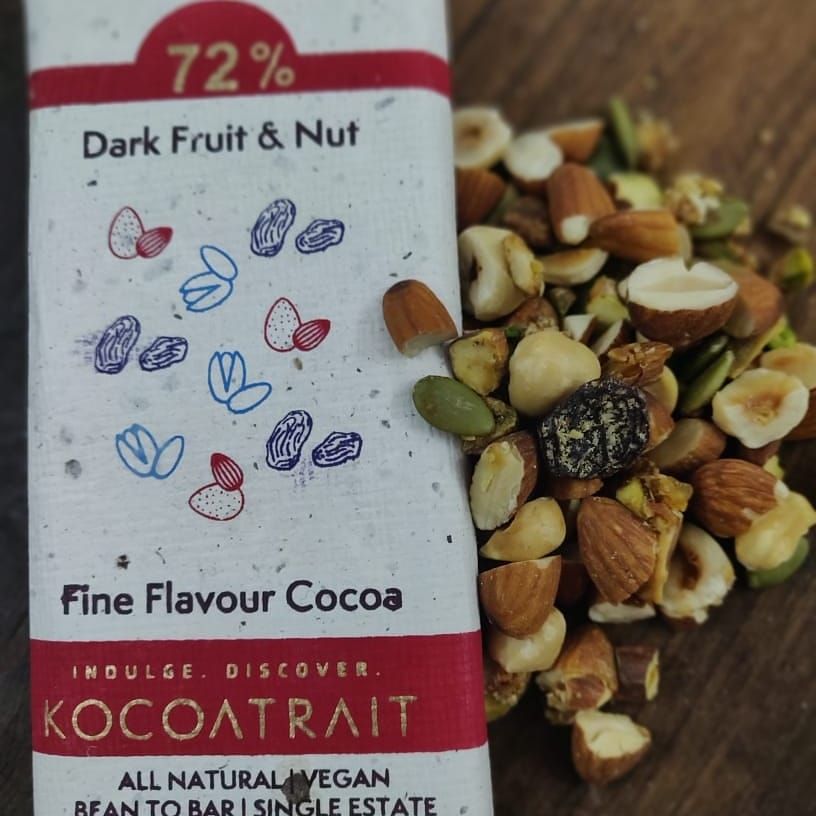 72%
Dark Fruit & Nut
Fine Flavour Cocoa
INDULGE. DISCOVER.
KOCOATRAIT
ALL NATURAL | VEGAN
BEAN TO BAR | SINGLE ESTATE